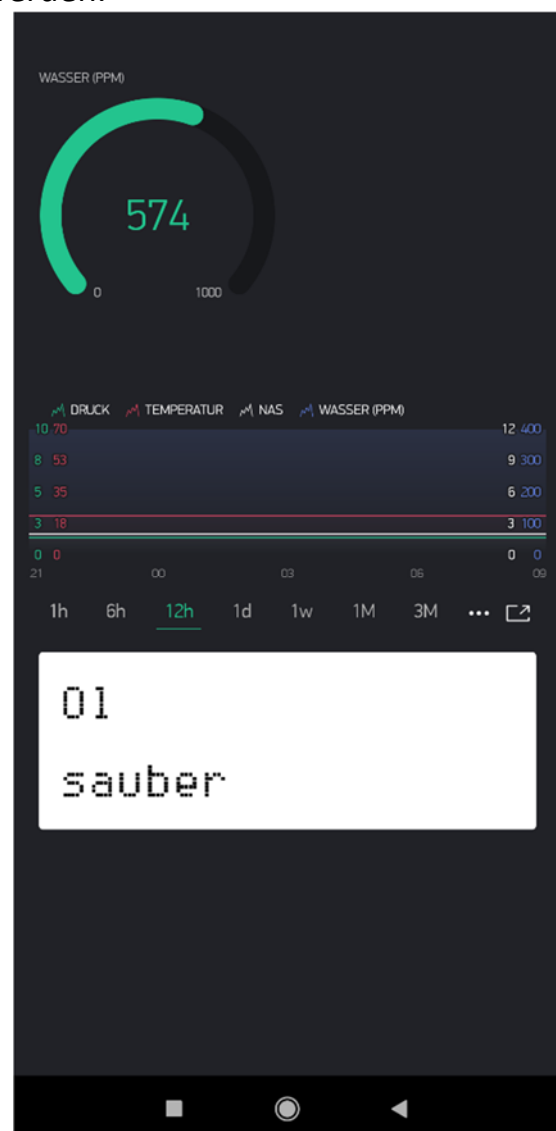 WASSER (PPM)
574
0 1000
DRUCK TEMPERATUR NAS WASSER (PPM)
10 70 12 400
8 53 9 300
5 35 6 200
3 18 3 100
0 0 0 0
21 00 03 06 09
1h 6h 12h 1d 1w 1M 3M ...
Ol
sauber